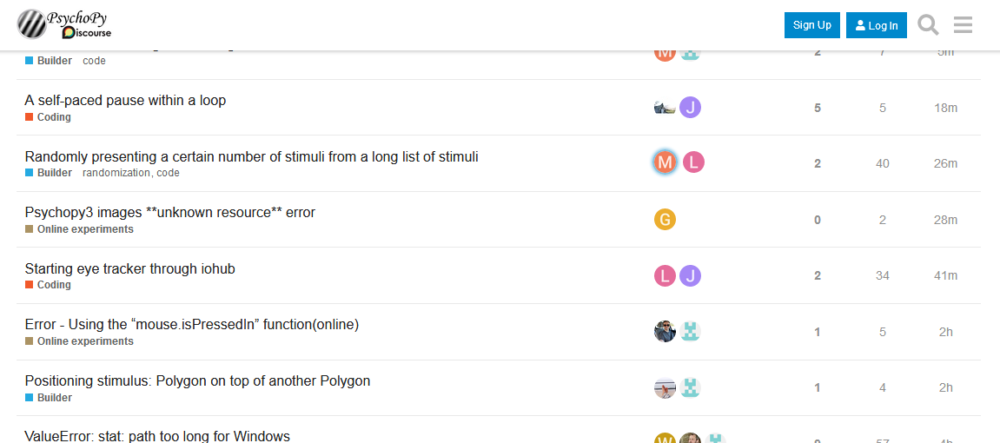 PsychoPy
Discourse
Sign Up
Log In
Builder code
M 2 7 5m
A self-paced pause within a loop
Coding
J 5 5 18m
Randomly presenting a certain number of stimuli from a long list of stimuli
Builder randomization, code
M L 2 40 26m
Psychopy3 images **unknown resource** error
Online experiments
G 0 2 28m
Starting eye tracker through iohub
Coding
L J 2 34 41m
Error - Using the “mouse.isPressedIn” function(online)
Online experiments
1 5 2h
Positioning stimulus: Polygon on top of another Polygon
Builder
1 4 2h
ValueError: stat: path too long for Windows
W 57 4h